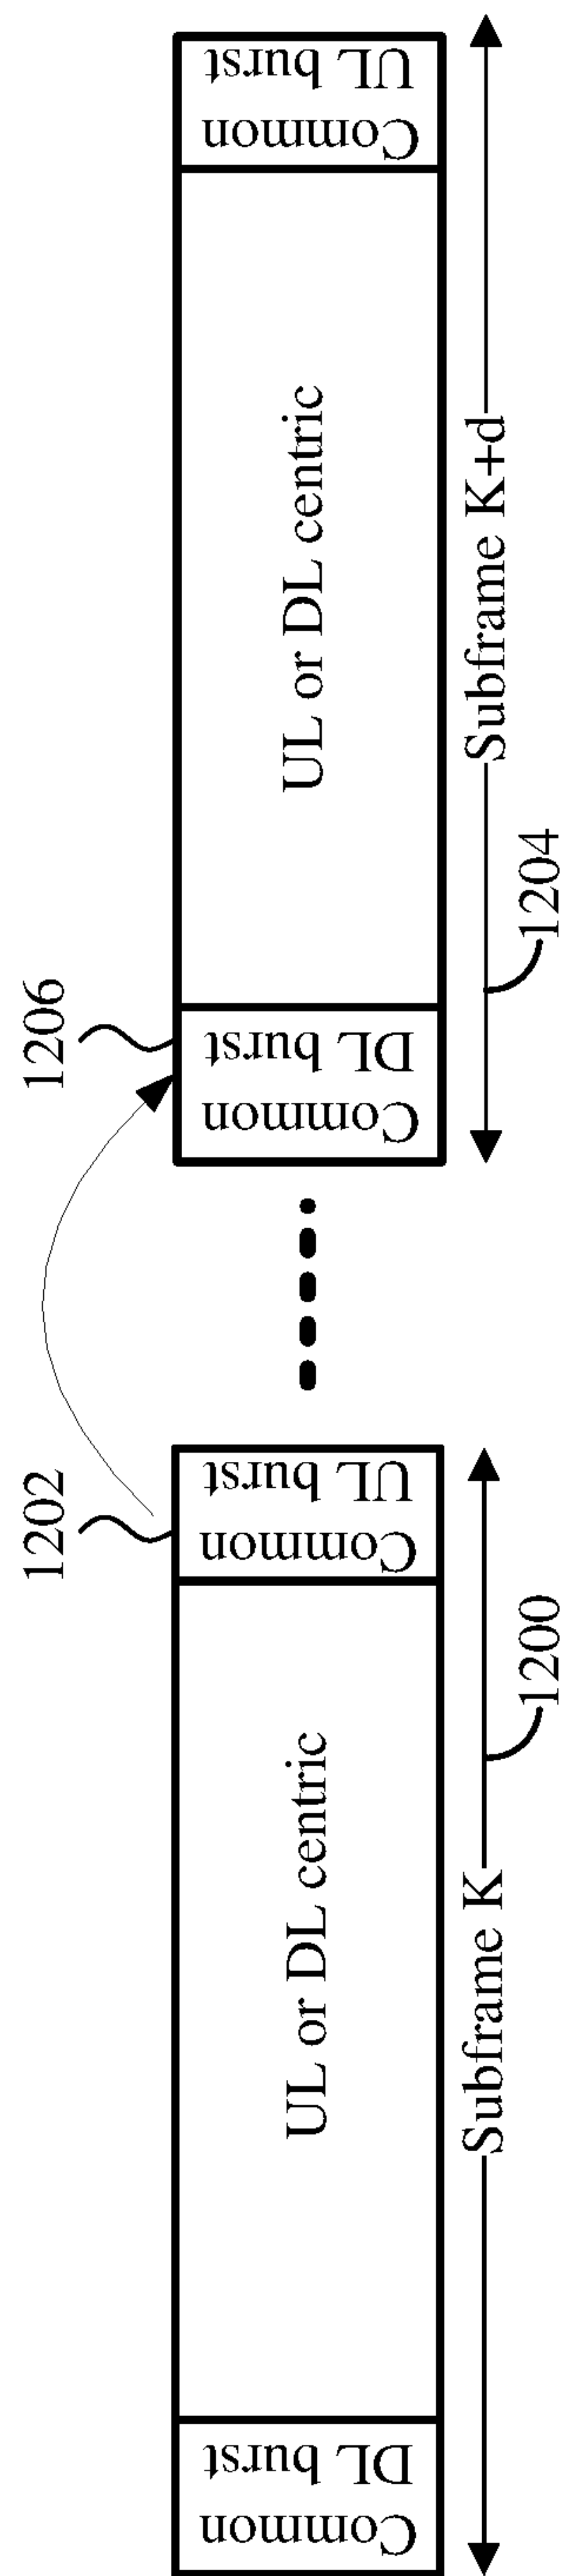 1202
1206
Common
DL burst
UL or DL centric
Common
UL burst
Common
DL burst
UL or DL centric
Common
UL burst
Subframe K
Subframe K+d
1200
1204